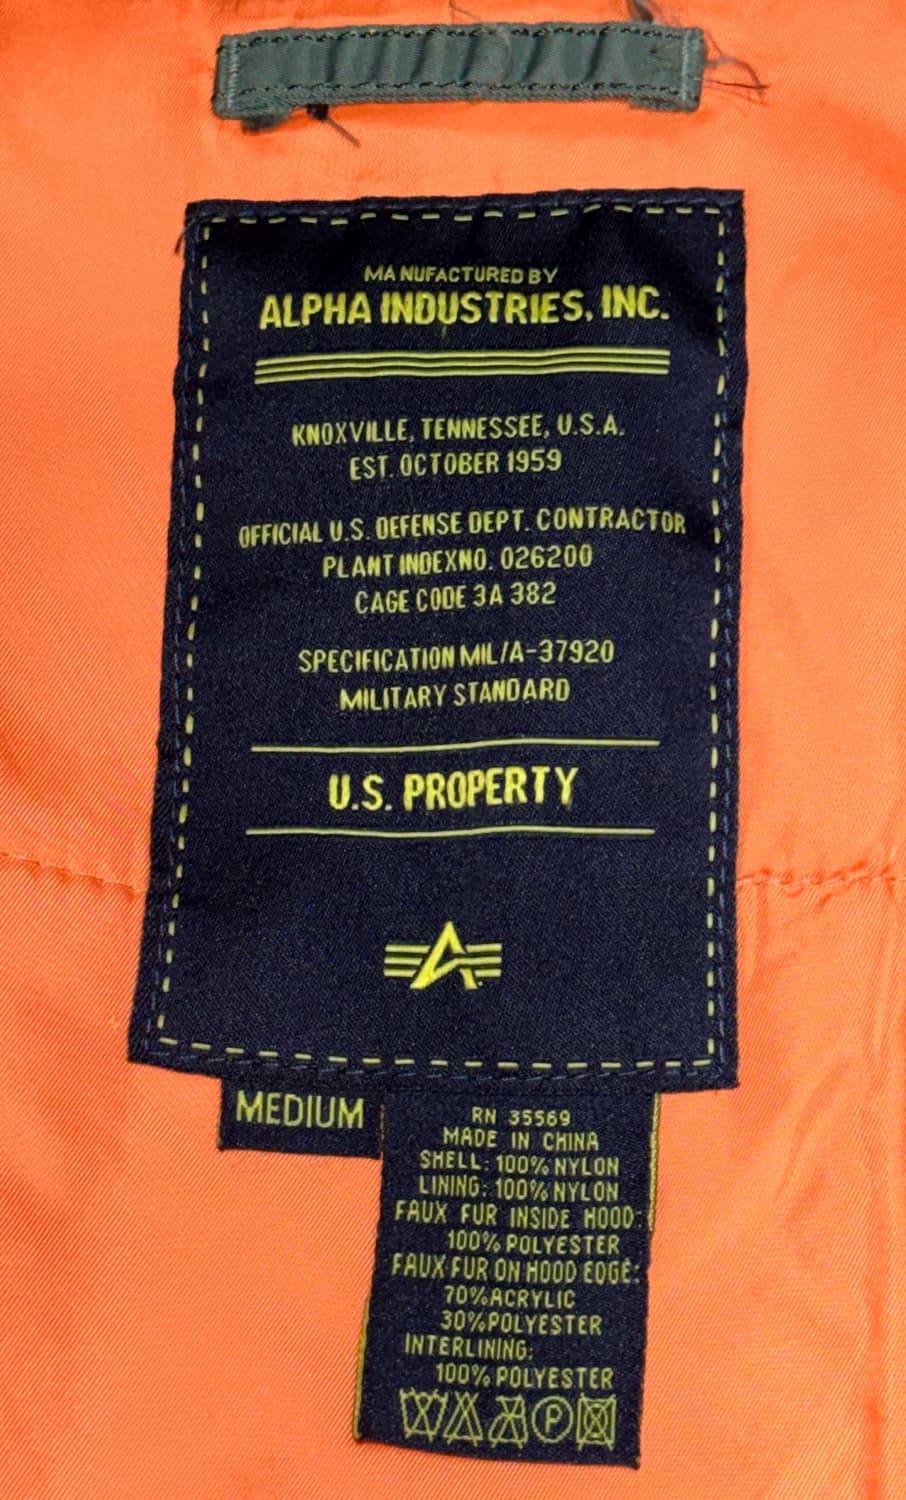 MANUFACTURED BY
ALPHA INDUSTRIES, INC.
KNOXVILLE, TENNESSEE, U.S.A.
EST. OCTOBER 1959
OFFICIAL U.S. DEFENSE DEPT. CONTRACTOR
PLANT INDEXNO. 026200
CAGE CODE 3A 382
SPECIFICATION MIL/A-37920
MILITARY STANDARD
U.S. PROPERTY
A
MEDIUM
RN 35569
MADE IN CHINA
SHELL: 100% NYLON
LINING: 100% NYLON
FAUX FUR INSIDE HOOD:
100% POLYESTER
FAUX FUR ON HOOD EDGE:
70%ACRYLIC
30%POLYESTER
INTERLINING:
100% POLYESTER
P